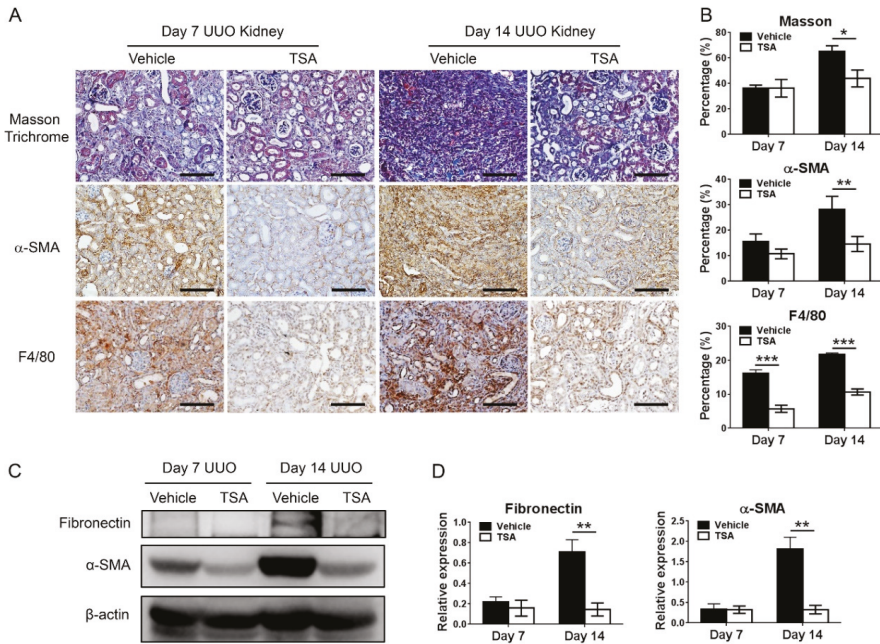 A
Day 7 UUO Kidney
Day 14 UUO Kidney
Vehicle
TSA
Vehicle
TSA
Masson
Trichrome
α-SMA
F4/80
B
Masson
Percentage (%)
80
60
40
20
0
Vehicle
TSA
*
Day 7
Day 14
α-SMA
Percentage (%)
40
30
20
10
0
Vehicle
TSA
**
Day 7
Day 14
F4/80
Percentage (%)
30
20
10
0
Vehicle
TSA
***
***
Day 7
Day 14
C
Day 7 UUO
Day 14 UUO
Vehicle
TSA
Vehicle
TSA
Fibronectin
α-SMA
β-actin
D
Fibronectin
Relative expression
1.0
0.8
0.6
0.4
0.2
0.0
Vehicle
TSA
**
Day 7
Day 14
α-SMA
Relative expression
2.5
2.0
1.5
1.0
0.5
0.0
Vehicle
TSA
**
Day 7
Day 14